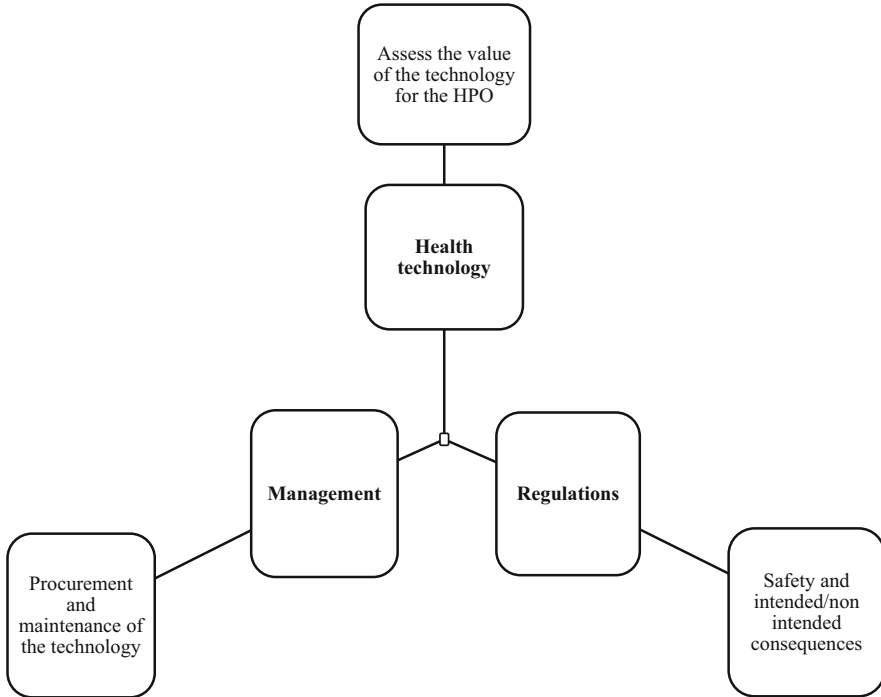 Assess the value
of the technology
for the HPO
Health
technology
Management
Regulations
Procurement
and
maintenance of
the technology
Safety and
intended/non
intended
consequences